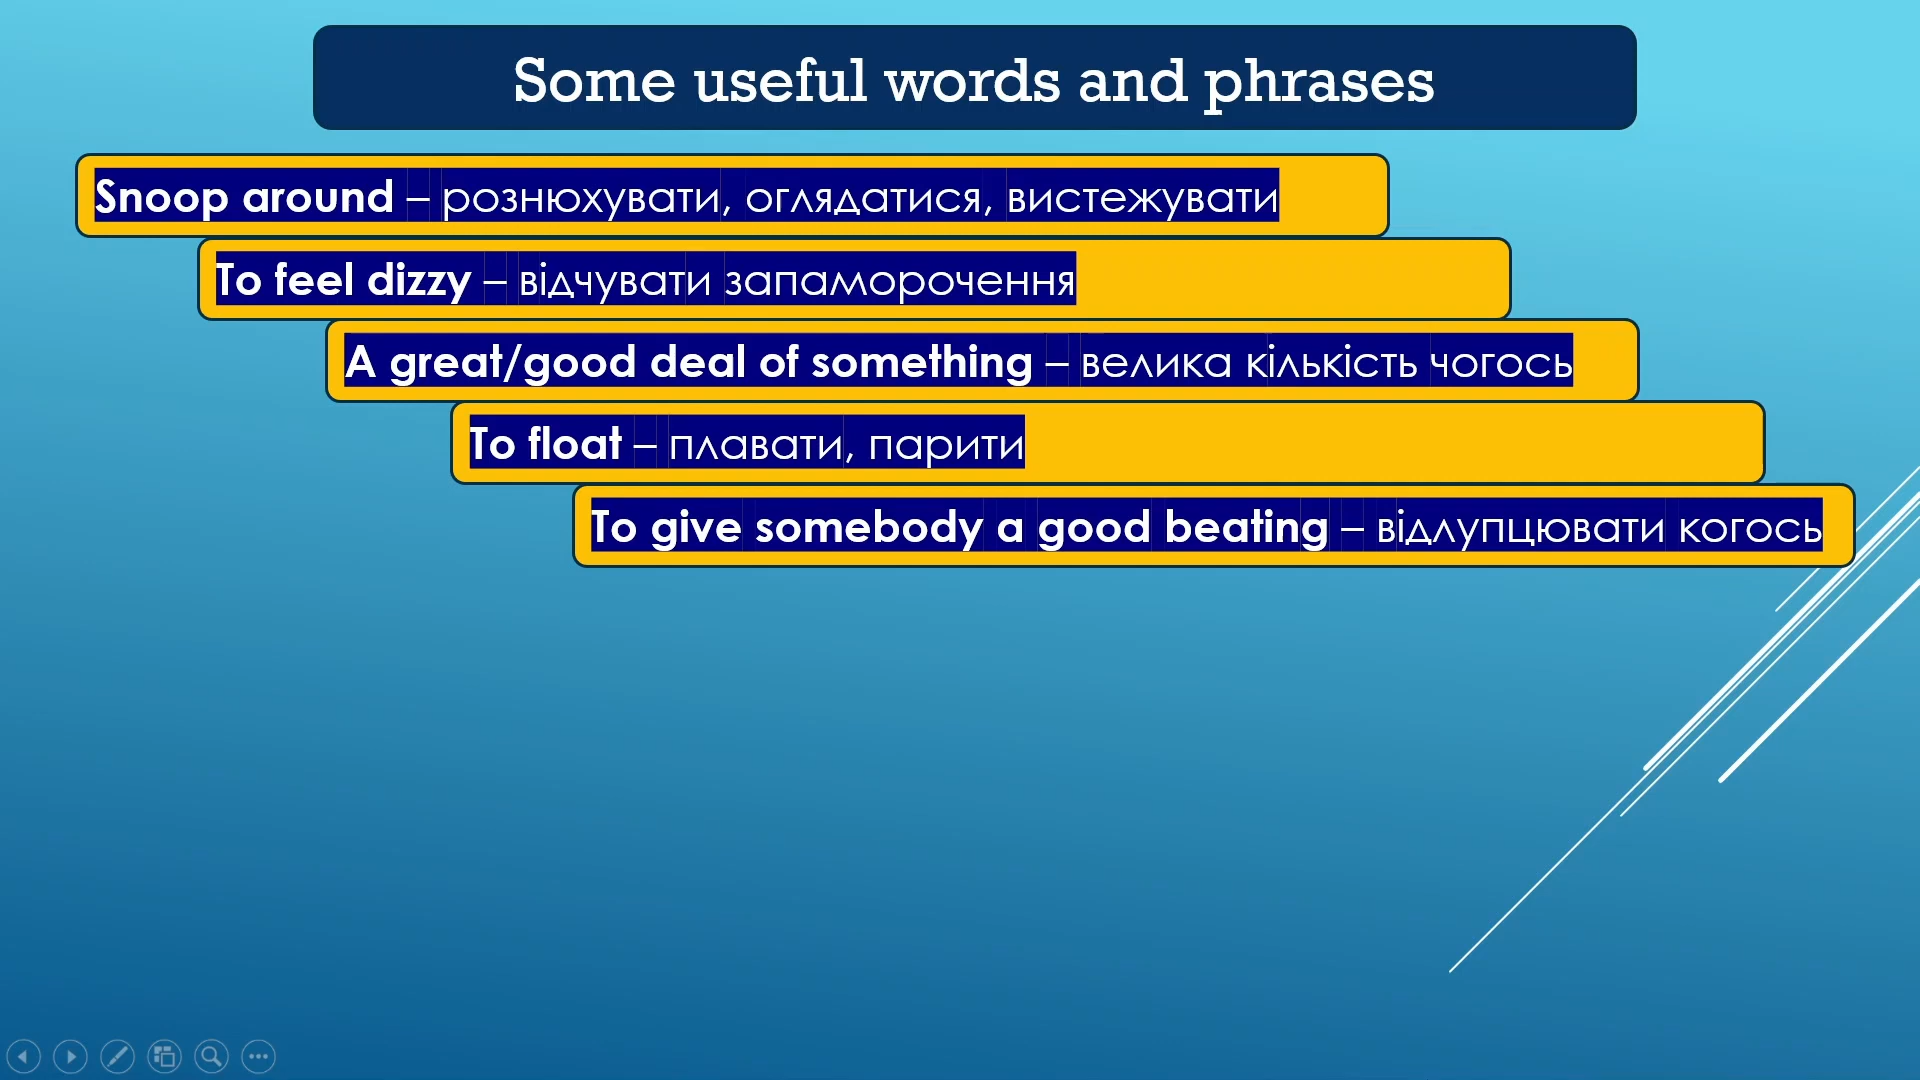 Some useful words and phrases
Snoop around – рознюхувати, оглядатися, вистежувати
To feel dizzy – відчувати запаморочення
A great/good deal of something – велика кількість чогось
To float – плавати, парити
To give somebody a good beating – відлупцювати когось